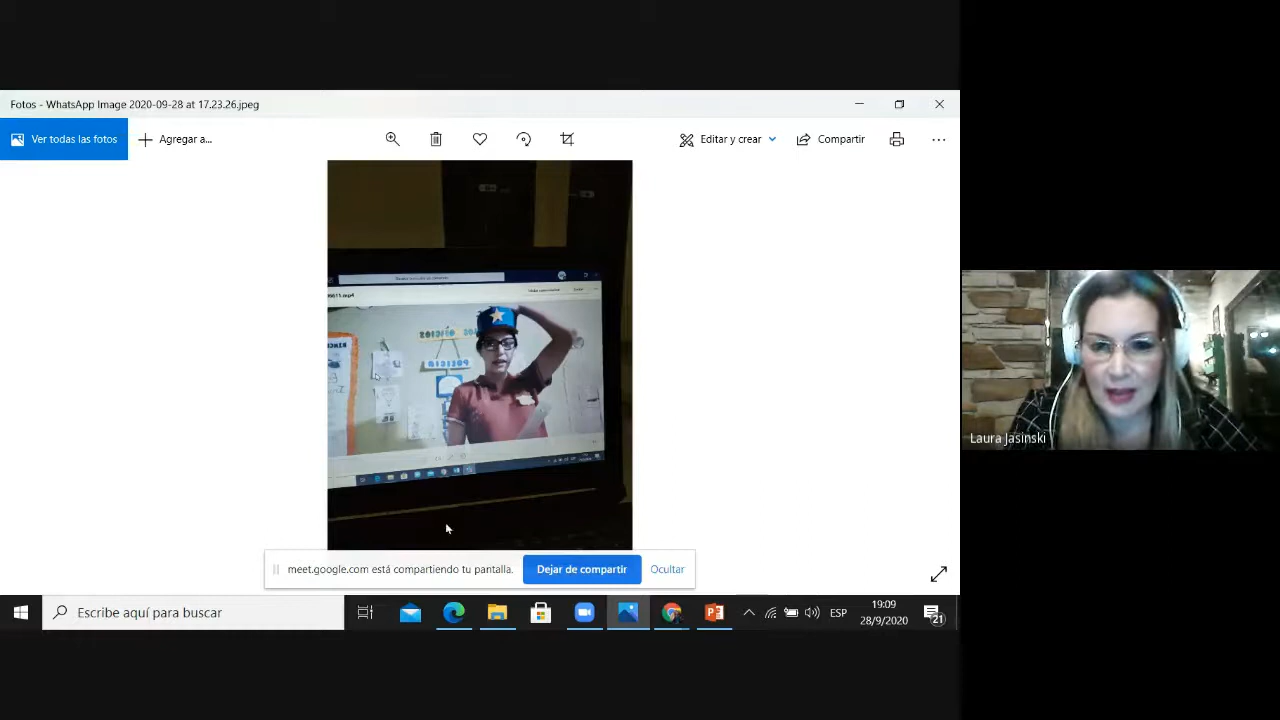 Fotos - WhatsApp Image 2020-09-28 at 17.23.26.jpeg
Ver todas las fotos
Agregar a...
Editar y crear
Compartir
POLICIA
meet.google.com está compartiendo tu pantalla.
Dejar de compartir
Ocultar
Laura Jasinski
Escribe aquí para buscar
ESP
19:09
28/9/2020
21